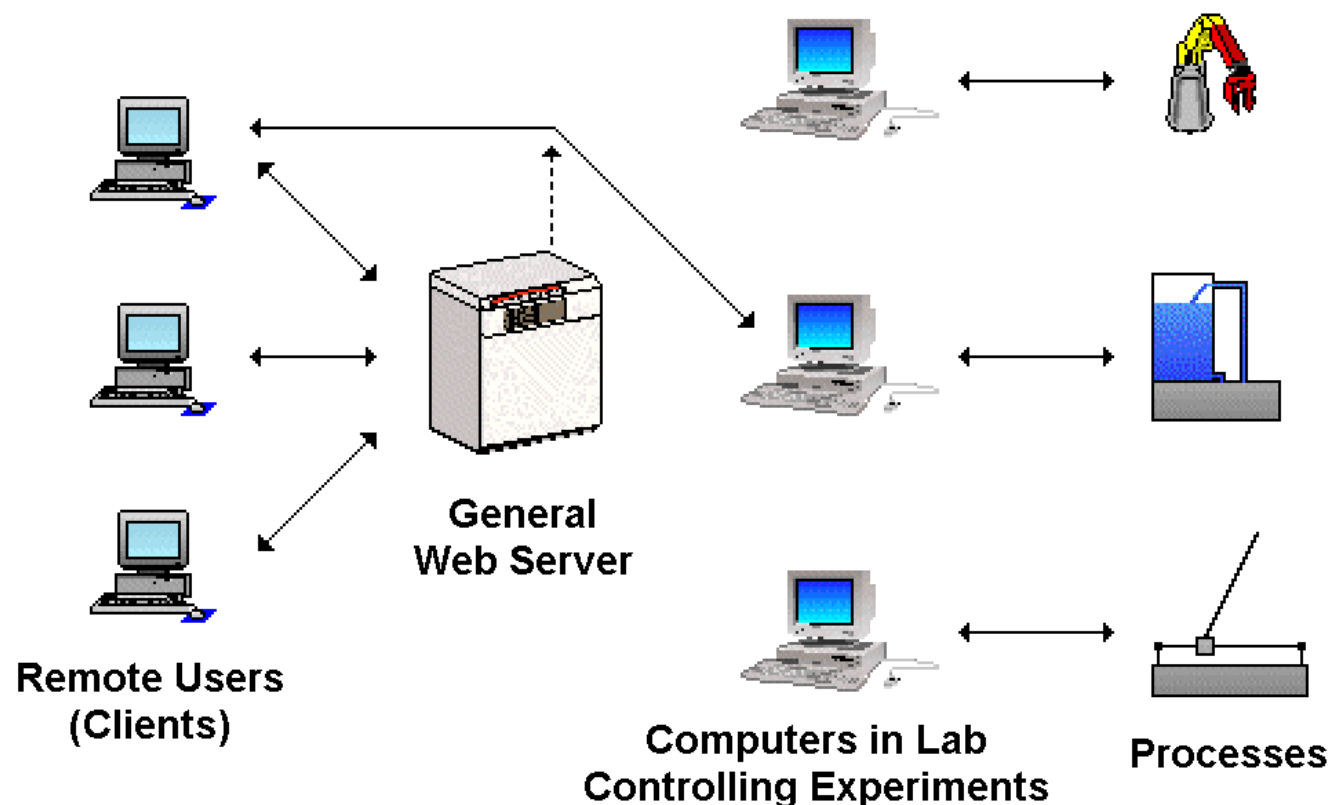 General
Web Server
Remote Users
(Clients)
Computers in Lab
Controlling Experiments
Processes